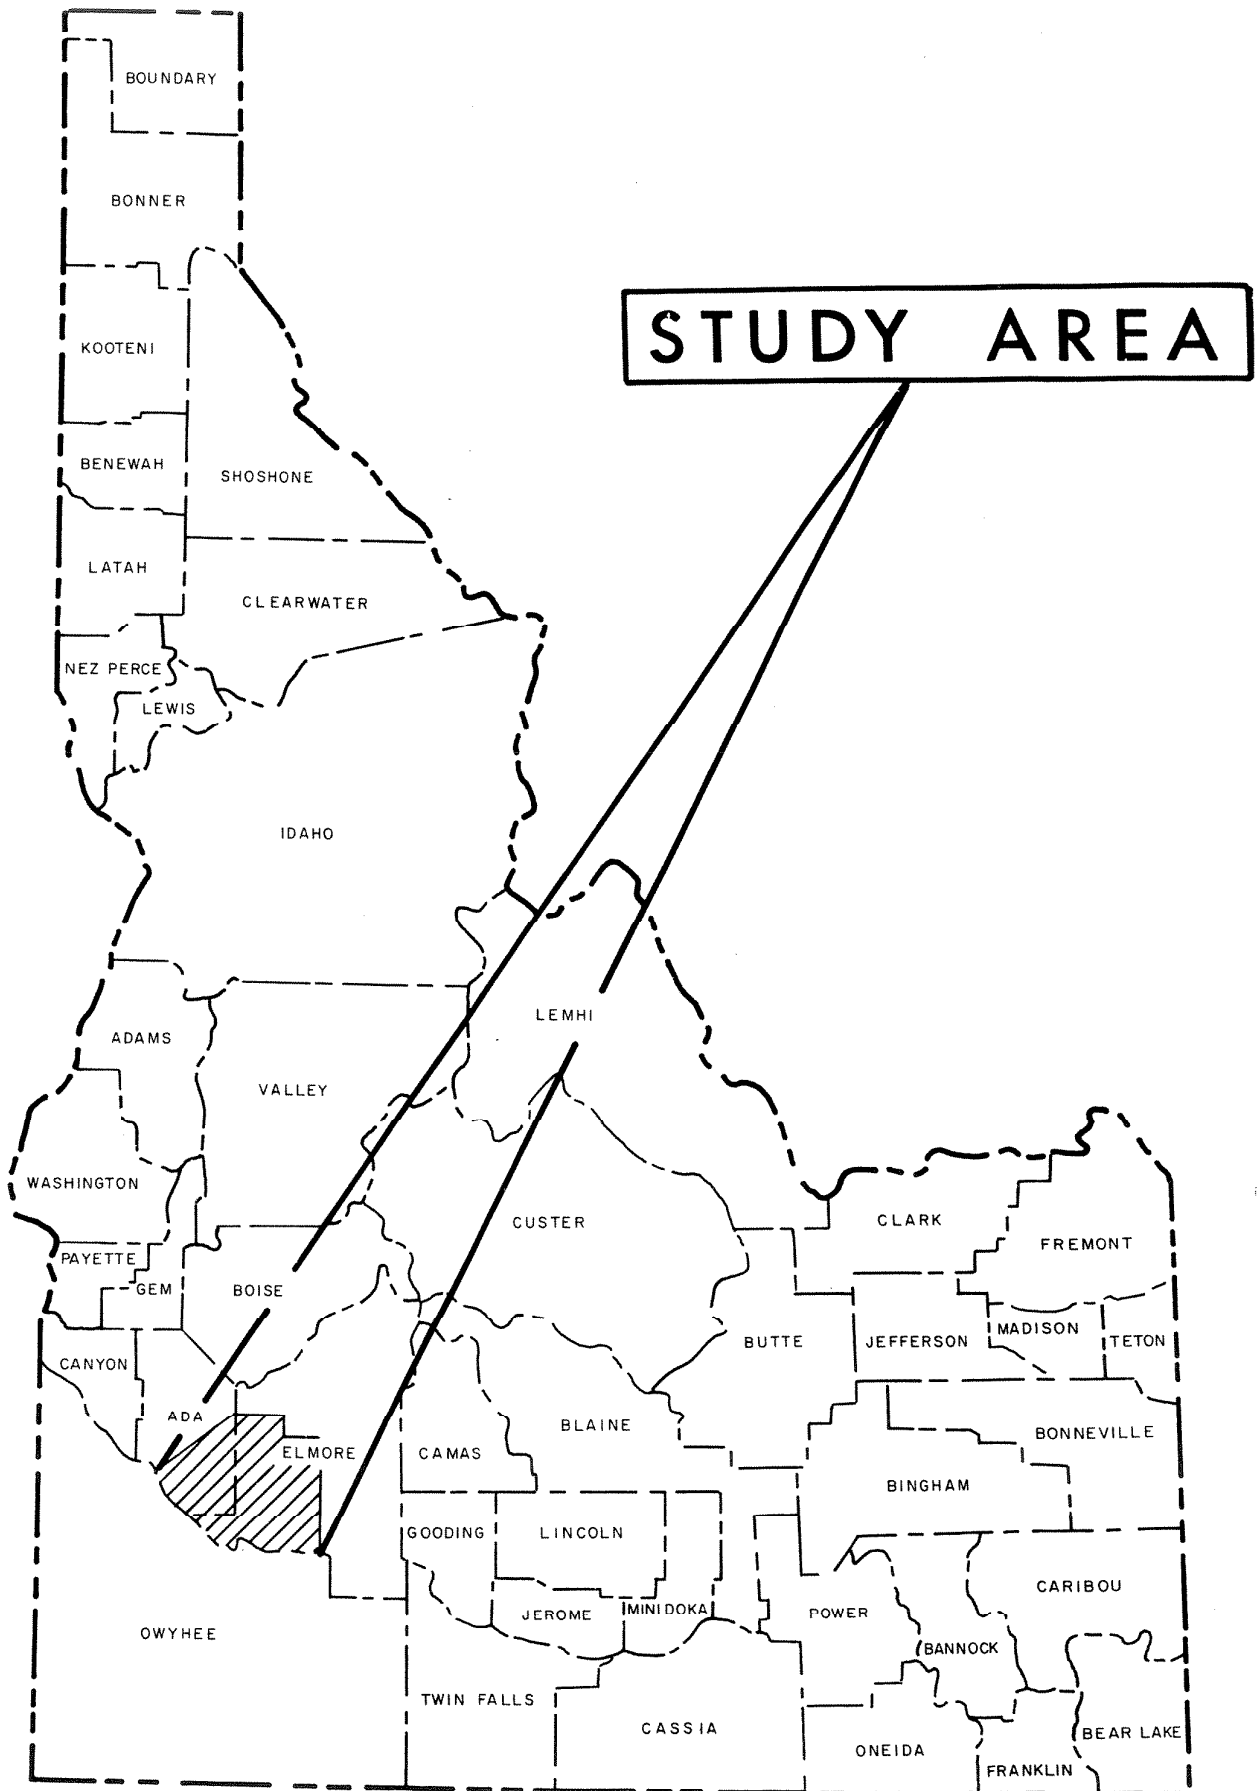 BOUNDARY
BONNER
STUDY AREA
KOOTENI
BENEWAH
SHOSHONE
LATAH
CLEARWATER
NEZ PERCE
LEWIS
IDAHO
LEMHI
ADAMS
VALLEY
WASHINGTON
CUSTER
CLARK
FREMONT
PAYETTE
GEM
BOISE
BUTTE
JEFFERSON
MADISON
TETON
CANYON
ADA
ELMORE
CAMAS
BLAINE
BONNEVILLE
BINGHAM
GOODING
LINCOLN
CARIBOU
JEROME
MINIDOKA
POWER
OWYHEE
BANNOCK
TWIN FALLS
CASSIA
ONEIDA
BEAR LAKE
FRANKLIN